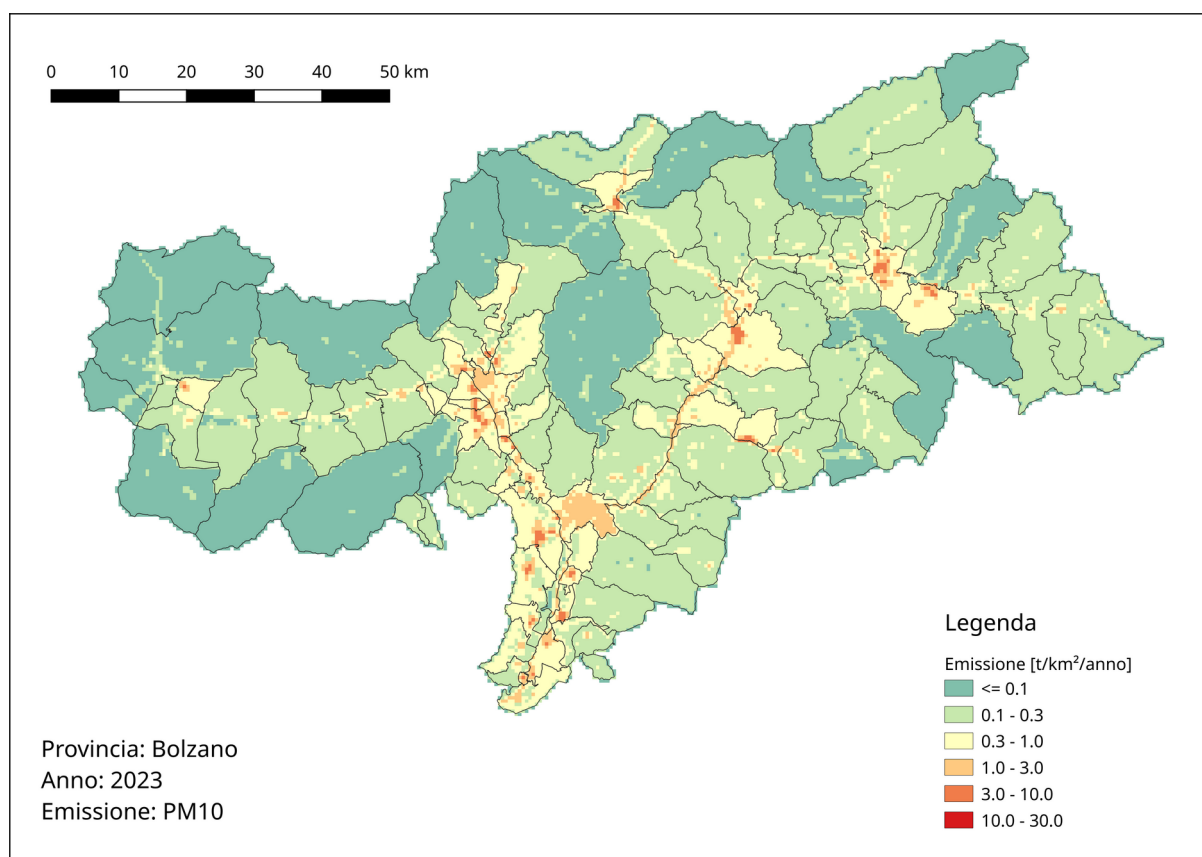 0 10 20 30 40 50 km
Legenda
Emissione [t/km²/anno]
<= 0.1
0.1 - 0.3
0.3 - 1.0
1.0 - 3.0
3.0 - 10.0
10.0 - 30.0
Provincia: Bolzano
Anno: 2023
Emissione: PM10